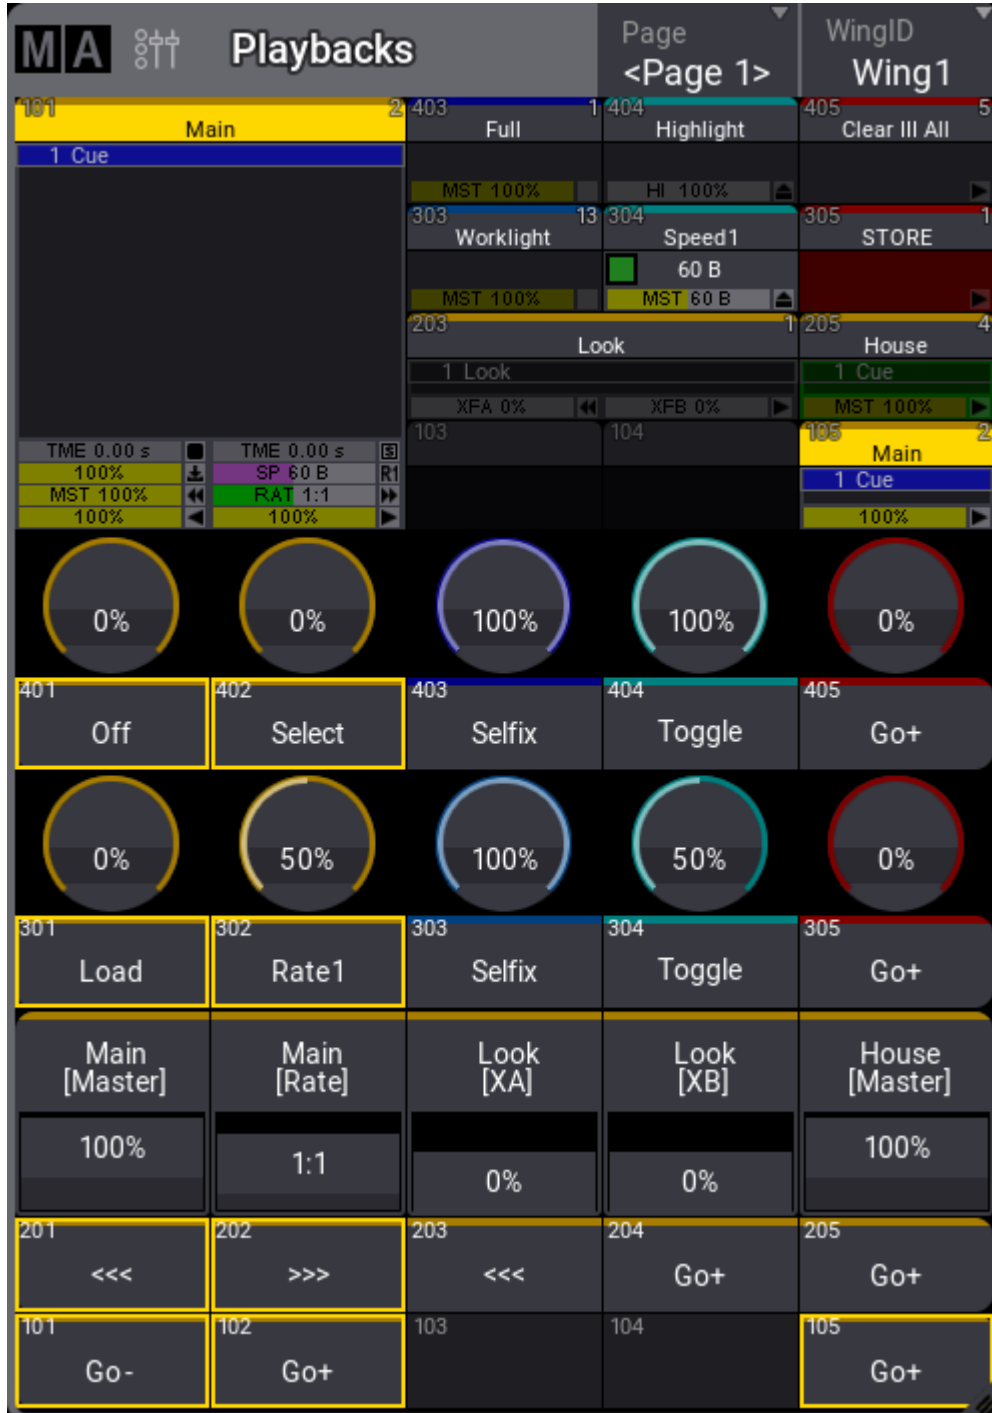 MA Playbacks
Page
<Page 1>
WingID
Wing1
101 2
Main
1 Cue
403 1
Full
MST 100%
404
Highlight
HI 100%
405 5
Clear III All
303 13
Worklight
MST 100%
304
Speed1
60 B
MST 60 B
305 1
STORE
203 1
Look
1 Look
XFA 0% XFB 0%
205 4
House
1 Cue
MST 100%
103
104
105 2
Main
1 Cue
100%
TME 0.00 s TME 0.00 s S
100% SP 60 B R1
MST 100% RAT 1:1
100% 100%
0% 0% 100% 100% 0%
401 402 403 404 405
Off Select Selfix Toggle Go+
0% 50% 100% 50% 0%
301 302 303 304 305
Load Rate1 Selfix Toggle Go+
Main Main Look Look House
[Master] [Rate] [XA] [XB] [Master]
100% 1:1 0% 0% 100%
201 202 203 204 205
<<< >>> <<< Go+ Go+
101 102 103 104 105
Go- Go+ Go+